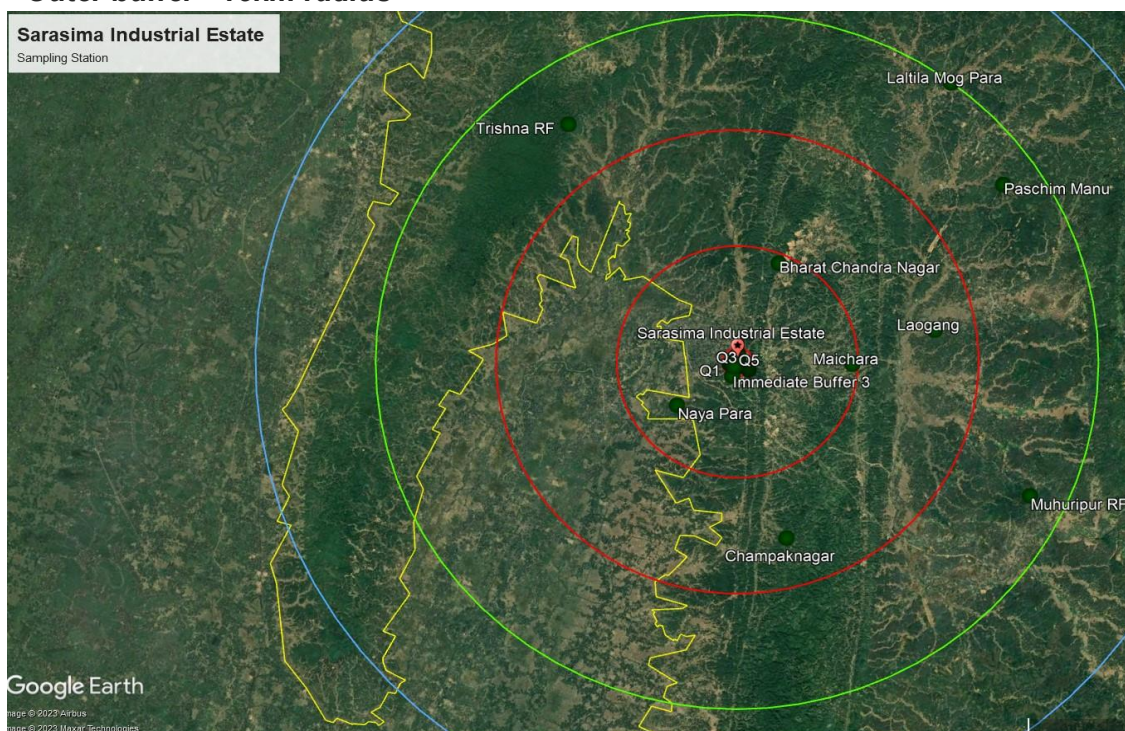 Sarasima Industrial Estate
Sampling Station
Laltila Mog Para
Trishna RF
Paschim Manu
Bharat Chandra Nagar
Sarasima Industrial Estate
Laogang
Q3 Q5
Maichara
Q1
Immediate Buffer 3
Naya Para
Muhuripur RF
Champaknagar
Google Earth
mage © 2023 Airbus
mage © 2023 Maxar Technologies